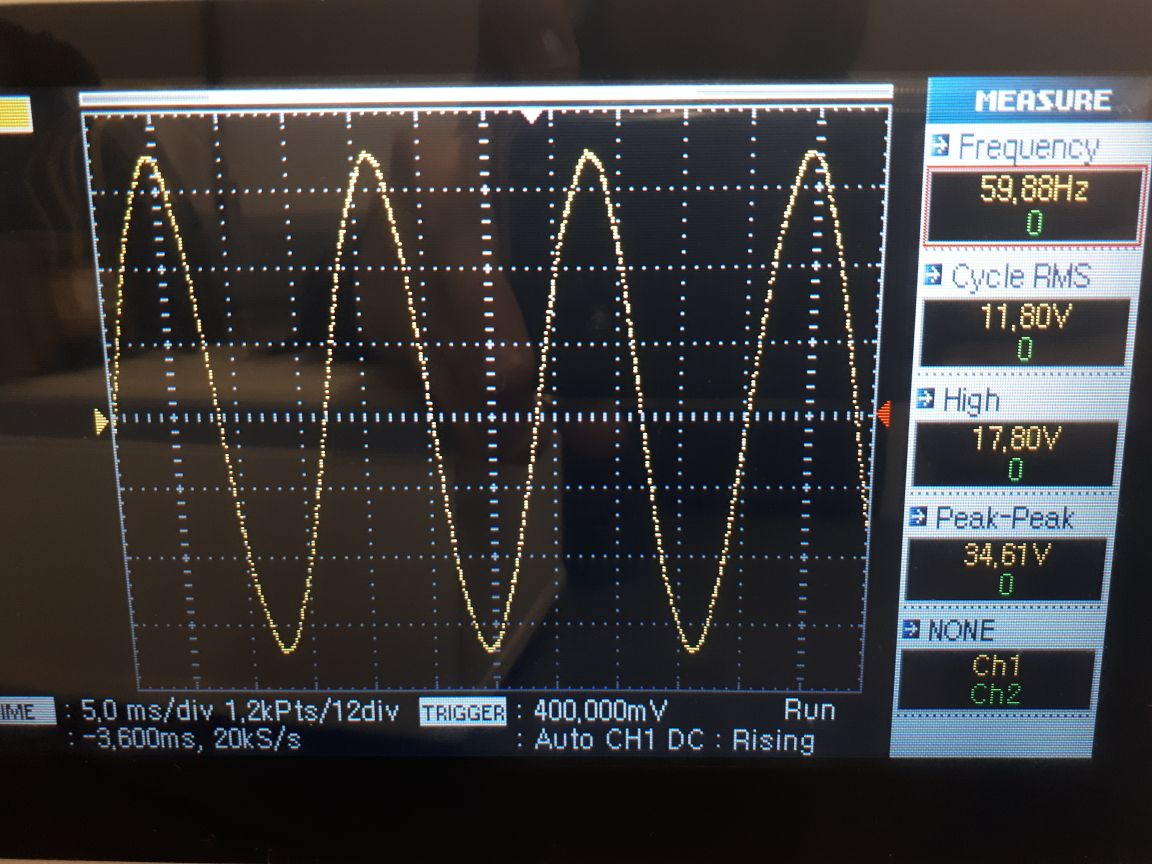 MEASURE
Frequency
59,88Hz
0
Cycle RMS
11,80V
0
High
17,80V
0
Peak-Peak
34,61V
0
NONE
Ch1
Ch2
IME : 5,0 ms/div 1,2kPts/12div TRIGGER : 400,000mV Run
: -3,600ms, 20kS/s : Auto CH1 DC : Rising